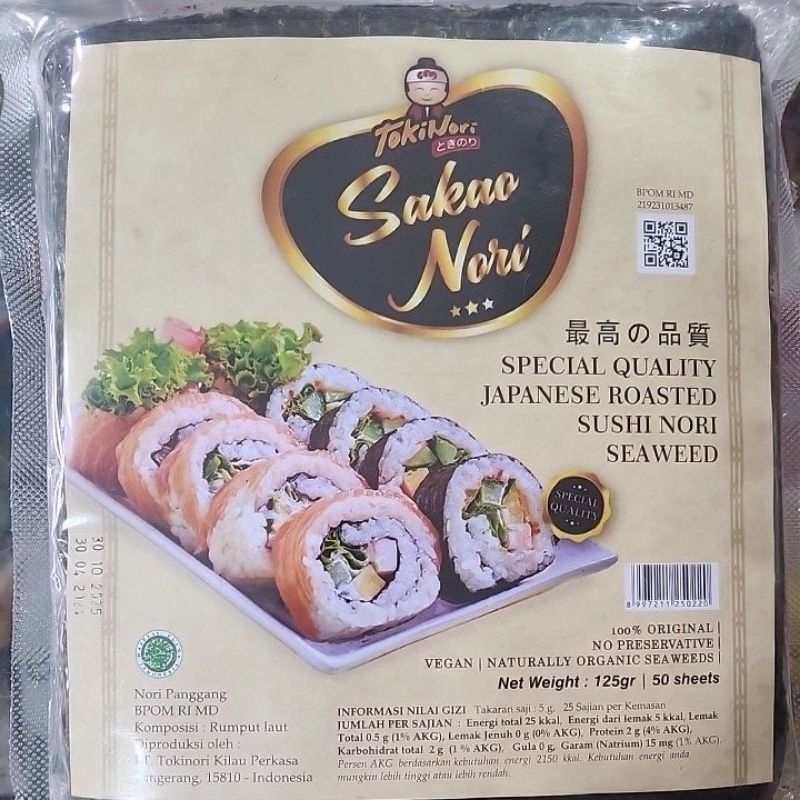 TokiNori
ときのり
Sakao
Nori
BPOM RI MD
219231013487
最高の品質
SPECIAL QUALITY
JAPANESE ROASTED
SUSHI NORI
SEAWEED
SPECIAL
QUALITY
30 10 2025
30 04 2124
8 997211 250220
100% ORIGINAL |
NO PRESERVATIVE |
VEGAN | NATURALLY ORGANIC SEAWEEDS |
Net Weight : 125gr | 50 sheets
Nori Panggang
BPOM RI MD
Komposisi : Rumput laut
Diproduksi oleh :
PT. Tokinori Kilau Perkasa
Tangerang, 15810 - Indonesia
INFORMASI NILAI GIZI Takaran saji : 5 g. 25 Sajian per Kemasan
JUMLAH PER SAJIAN : Energi total 25 kkal, Energi dari lemak 5 kkal, Lemak
Total 0.5 g (1% AKG), Lemak Jenuh 0 g (0% AKG), Protein 2 g (4% AKG),
Karbohidrat total 2 g (1 % AKG), Gula 0 g, Garam (Natrium) 15 mg (1% AKG).
Persen AKG berdasarkan kebutuhan energi 2150 kkal. Kebutuhan energi anda
mungkin lebih tinggi atau lebih rendah.